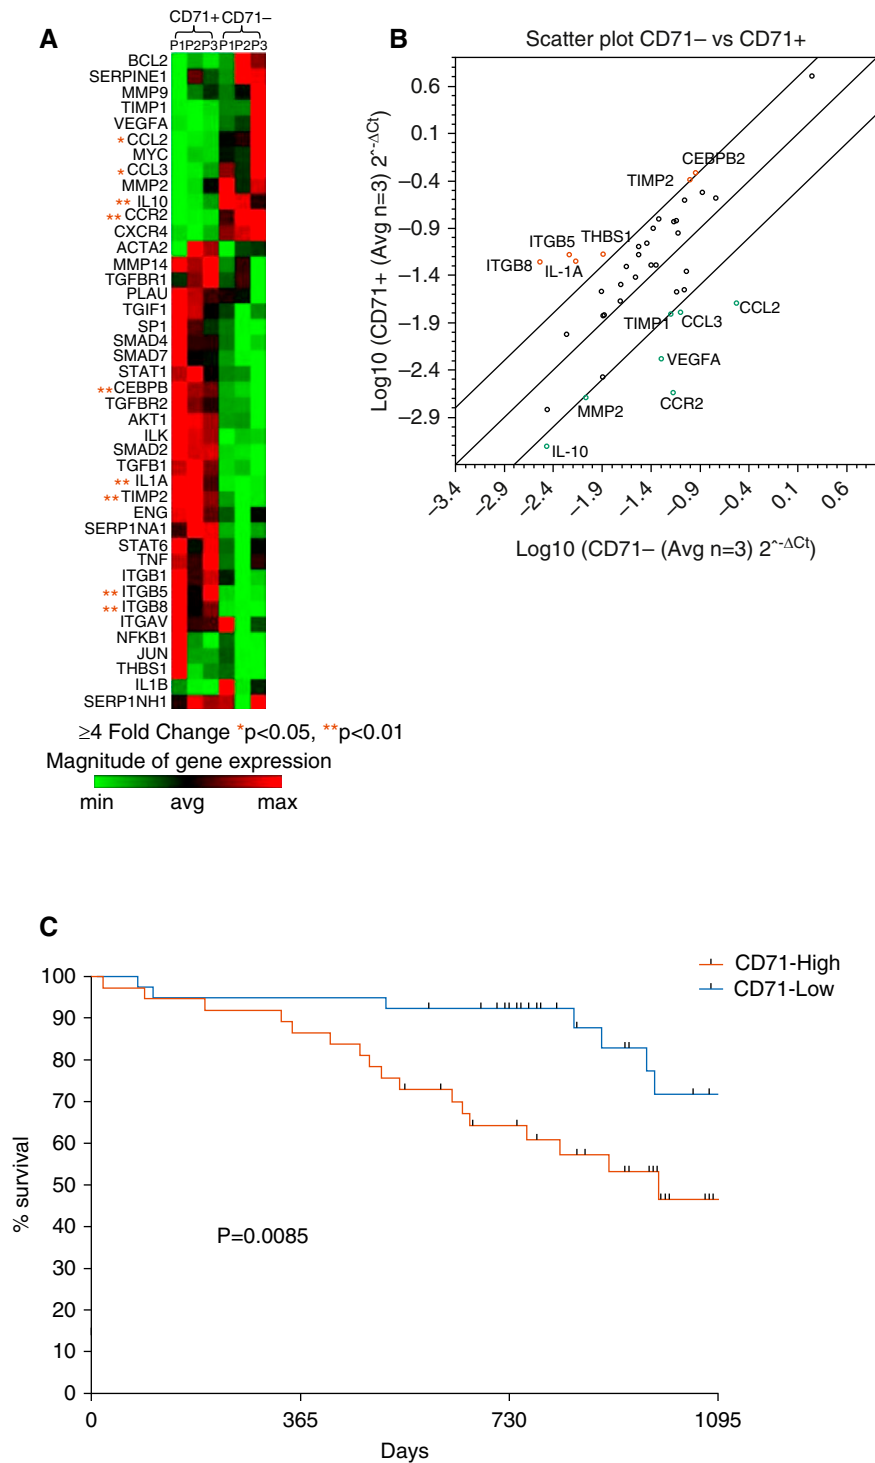 A
CD71+ CD71–
P1 P2 P3 P1 P2 P3
BCL2
SERPINE1
MMP9
TIMP1
VEGFA
* CCL2
MYC
* CCL3
MMP2
** IL10
** CCR2
CXCR4
ACTA2
MMP14
TGFBR1
PLAU
TGIF1
SP1
SMAD4
SMAD7
STAT1
** CEBPB
TGFBR2
AKT1
ILK
SMAD2
TGFB1
** IL1A
** TIMP2
ENG
SERP1NA1
STAT6
TNF
ITGB1
** ITGB5
** ITGB8
ITGAV
NFKB1
JUN
THBS1
IL1B
SERP1NH1
≥4 Fold Change *p<0.05, **p<0.01
Magnitude of gene expression
min avg max
B
Scatter plot CD71– vs CD71+
Log10 (CD71+ (Avg n=3) 2^-ΔCt)
0.6
0.1
–0.4
–0.9
–1.4
–1.9
–2.4
–2.9
CEBPB2
TIMP2
ITGB5 THBS1
ITGB8 IL-1A
CCL2
TIMP1 CCL3
VEGFA
CCR2
MMP2
IL-10
–3.4 –2.9 –2.4 –1.9 –1.4 –0.9 –0.4 0.1 0.6
Log10 (CD71– (Avg n=3) 2^-ΔCt)
C
CD71-High
CD71-Low
% survival
100
90
80
70
60
50
40
30
20
10
0
P=0.0085
0 365 730 1095
Days